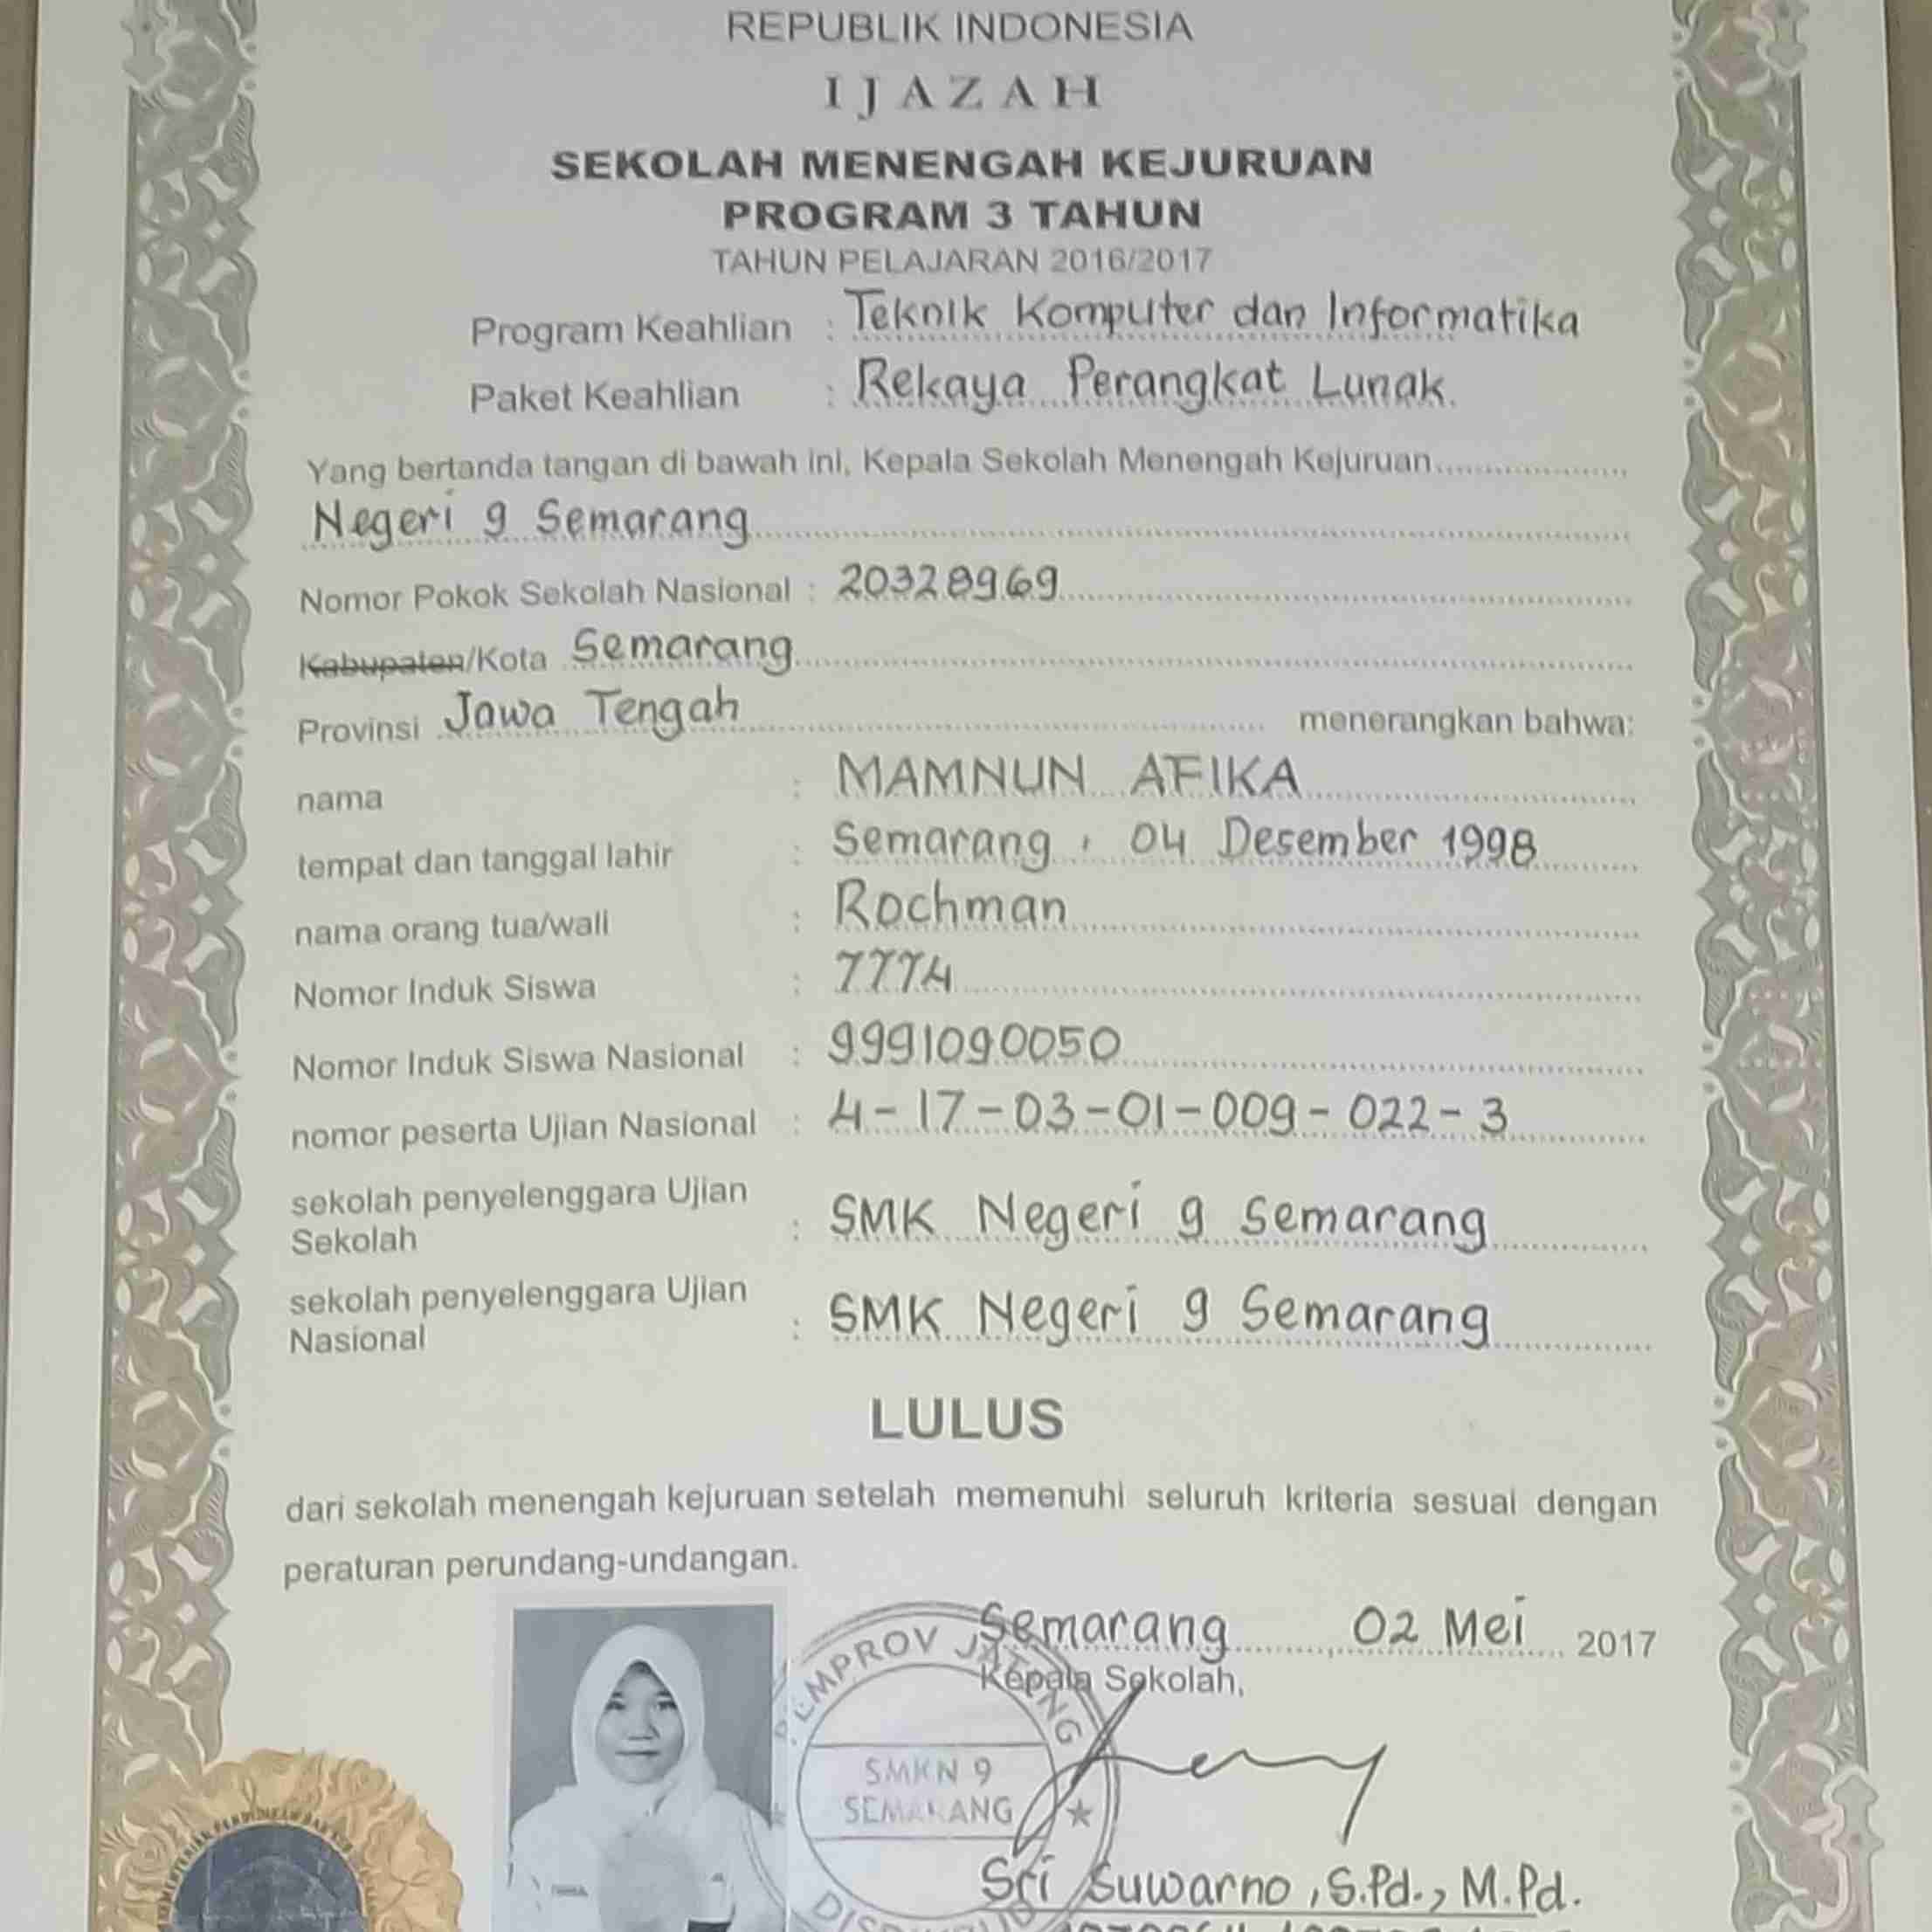 REPUBLIK INDONESIA
IJAZAH
SEKOLAH MENENGAH KEJURUAN
PROGRAM 3 TAHUN
TAHUN PELAJARAN 2016/2017
Program Keahlian : Teknik Komputer dan Informatika
Paket Keahlian : Rekaya Perangkat Lunak
Yang bertanda tangan di bawah ini, Kepala Sekolah Menengah Kejuruan
Negeri 9 Semarang
Nomor Pokok Sekolah Nasional : 20328969
Kabupaten/Kota Semarang
Provinsi Jawa Tengah menerangkan bahwa:
nama : MAMNUN AFIKA
tempat dan tanggal lahir : Semarang, 04 Desember 1998
nama orang tua/wali : Rochman
Nomor Induk Siswa : 7774
Nomor Induk Siswa Nasional : 9991090050
nomor peserta Ujian Nasional : 4-17-03-01-009-022-3
sekolah penyelenggara Ujian
Sekolah : SMK Negeri 9 Semarang
sekolah penyelenggara Ujian
Nasional : SMK Negeri 9 Semarang
LULUS
dari sekolah menengah kejuruan setelah memenuhi seluruh kriteria sesuai dengan
peraturan perundang-undangan.
Semarang, 02 Mei 2017
Kepala Sekolah,
PEMPROV JATENG
SMKN 9
SEMARANG
Sri Suwarno, S.Pd., M.Pd.